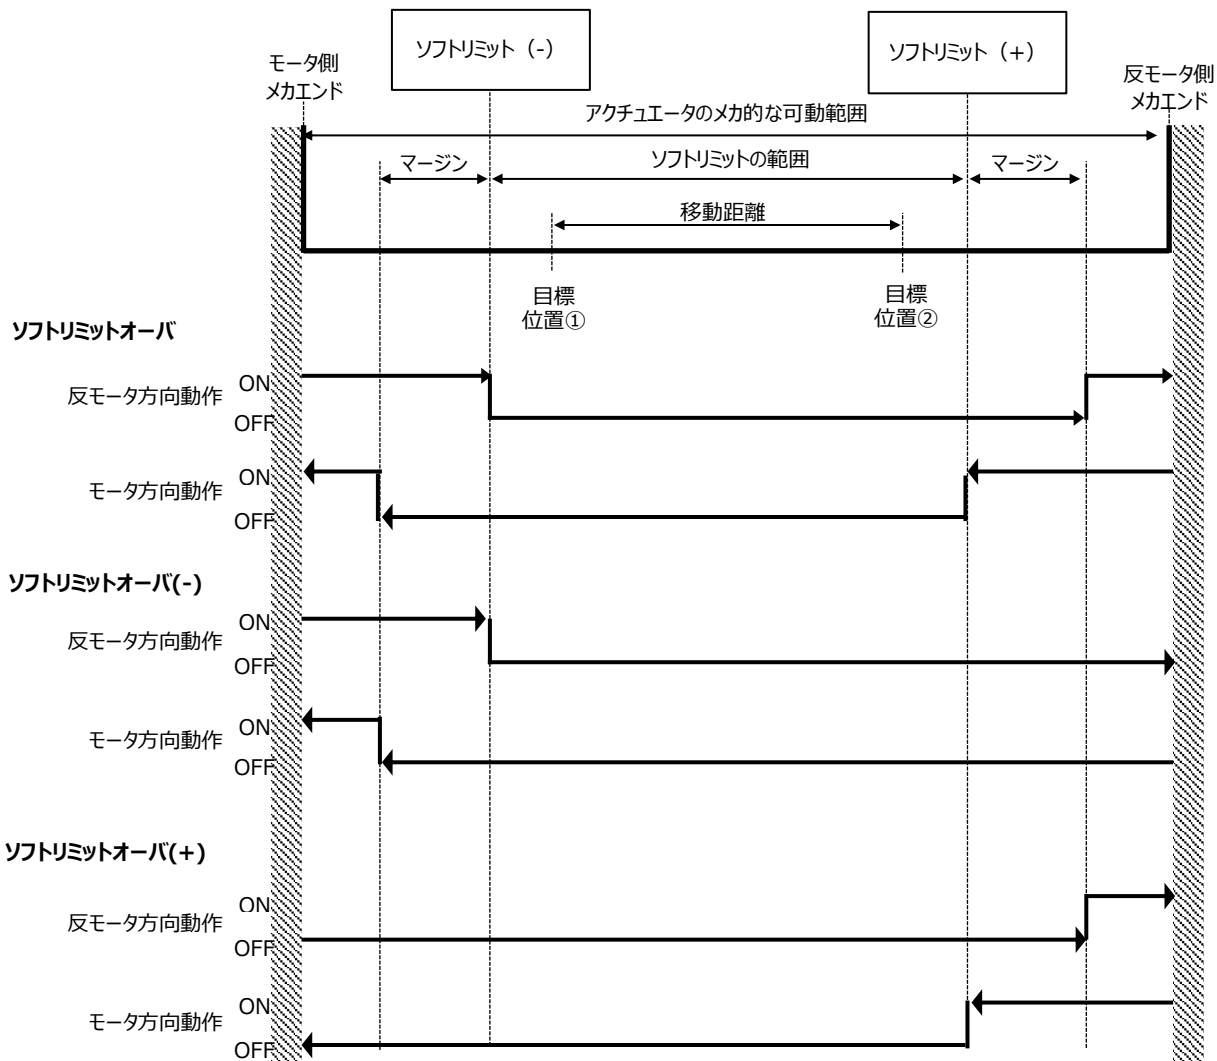 ソフトリミット（-）
ソフトリミット（+）
モータ側
メカエンド
反モータ側
メカエンド
アクチュエータのメカ的な可動範囲
マージン
ソフトリミットの範囲
マージン
移動距離
目標
位置①
目標
位置②
ソフトリミットオーバ
反モータ方向動作
ON
OFF
モータ方向動作
ON
OFF
ソフトリミットオーバ(-)
反モータ方向動作
ON
OFF
モータ方向動作
ON
OFF
ソフトリミットオーバ(+)
反モータ方向動作
ON
OFF
モータ方向動作
ON
OFF